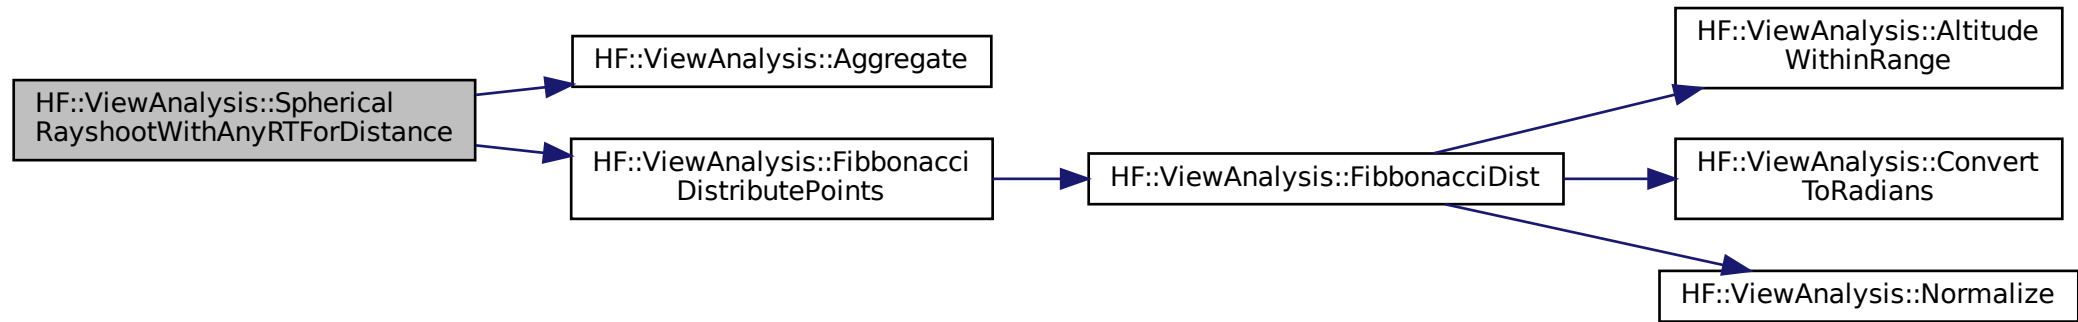 HF::ViewAnalysis::Spherical
RayshootWithAnyRTForDistance
HF::ViewAnalysis::Aggregate
HF::ViewAnalysis::Fibbonacci
DistributePoints
HF::ViewAnalysis::FibbonacciDist
HF::ViewAnalysis::Altitude
WithinRange
HF::ViewAnalysis::Convert
ToRadians
HF::ViewAnalysis::Normalize